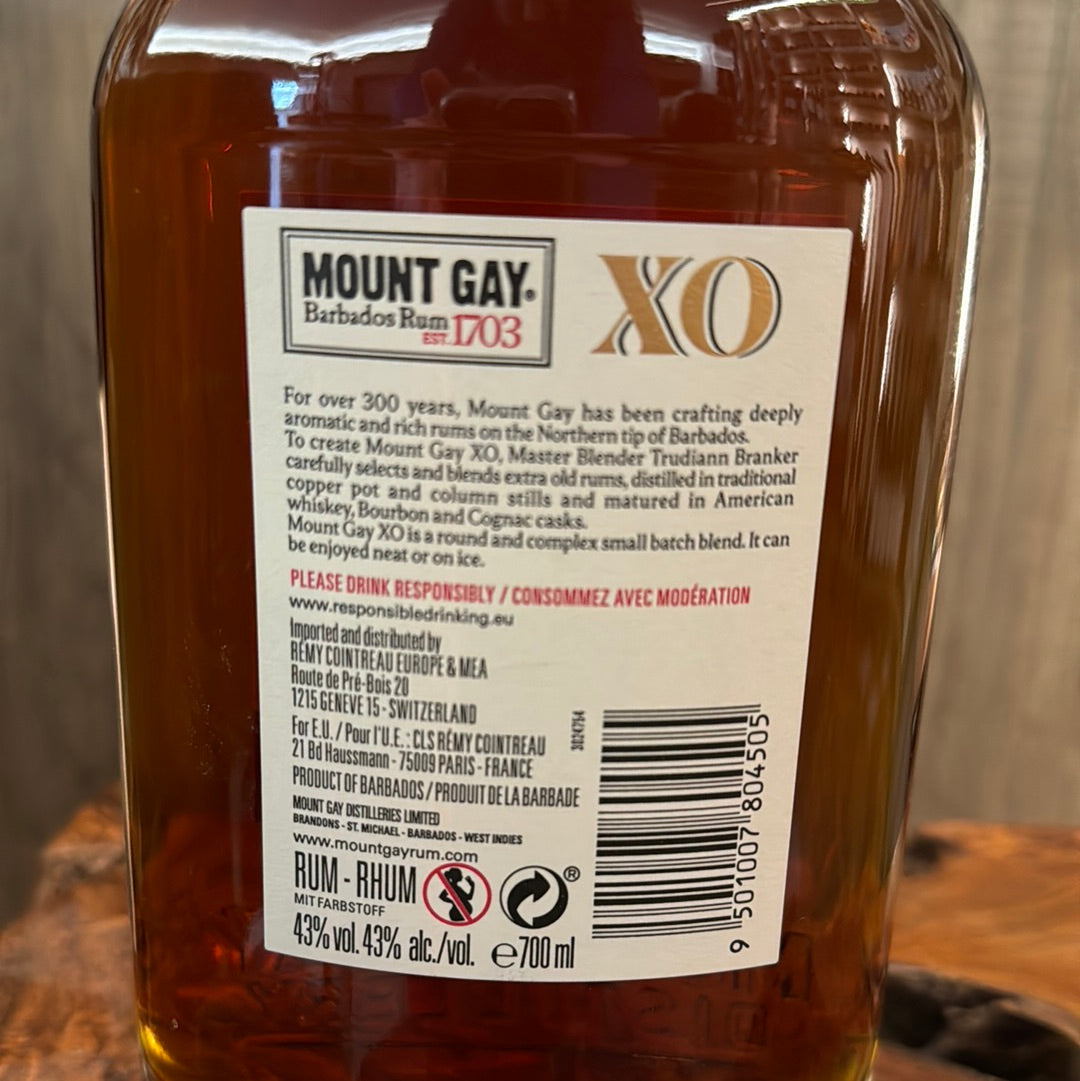 MOUNT GAY®
Barbados Rum
EST. 1703
XO
For over 300 years, Mount Gay has been crafting deeply
aromatic and rich rums on the Northern tip of Barbados.
To create Mount Gay XO, Master Blender Trudiann Branker
carefully selects and blends extra old rums, distilled in traditional
copper pot and column stills and matured in American
whiskey, Bourbon and Cognac casks.
Mount Gay XO is a round and complex small batch blend. It can
be enjoyed neat or on ice.
PLEASE DRINK RESPONSIBLY / CONSOMMEZ AVEC MODÉRATION
www.responsibledrinking.eu
Imported and distributed by
RÉMY COINTREAU EUROPE & MEA
Route de Pré-Bois 20
1215 GENEVE 15 - SWITZERLAND
For E.U. / Pour l'U.E. : CLS RÉMY COINTREAU
21 Bd Haussmann - 75009 PARIS - FRANCE
PRODUCT OF BARBADOS / PRODUIT DE LA BARBADE
MOUNT GAY DISTILLERIES LIMITED
BRANDONS - ST. MICHAEL - BARBADOS - WEST INDIES
www.mountgayrum.com
RUM - RHUM
MIT FARBSTOFF
®
43% vol. 43% alc./vol. e 700 ml
3024754
9 501007 804505